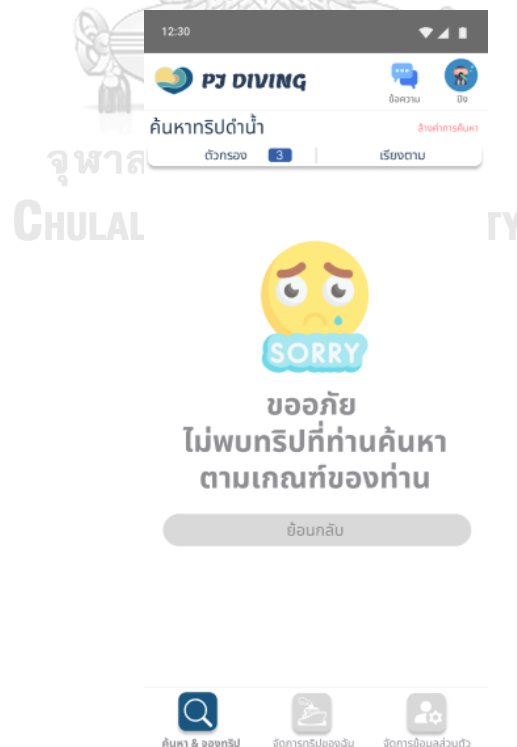 12:30
PJ DIVING
ข้อความ
ปิง
ค้นหาทริปดำน้ำ
ล้างค่าการค้นหา
ตัวกรอง 3
เรียงตาม
จุฬาล
CHULAL
TY
SORRY
ขออภัย
ไม่พบทริปที่ท่านค้นหา
ตามเกณฑ์ของท่าน
ย้อนกลับ
ค้นหา & จองทริป
จัดการทริปของฉัน
จัดการข้อมูลส่วนตัว